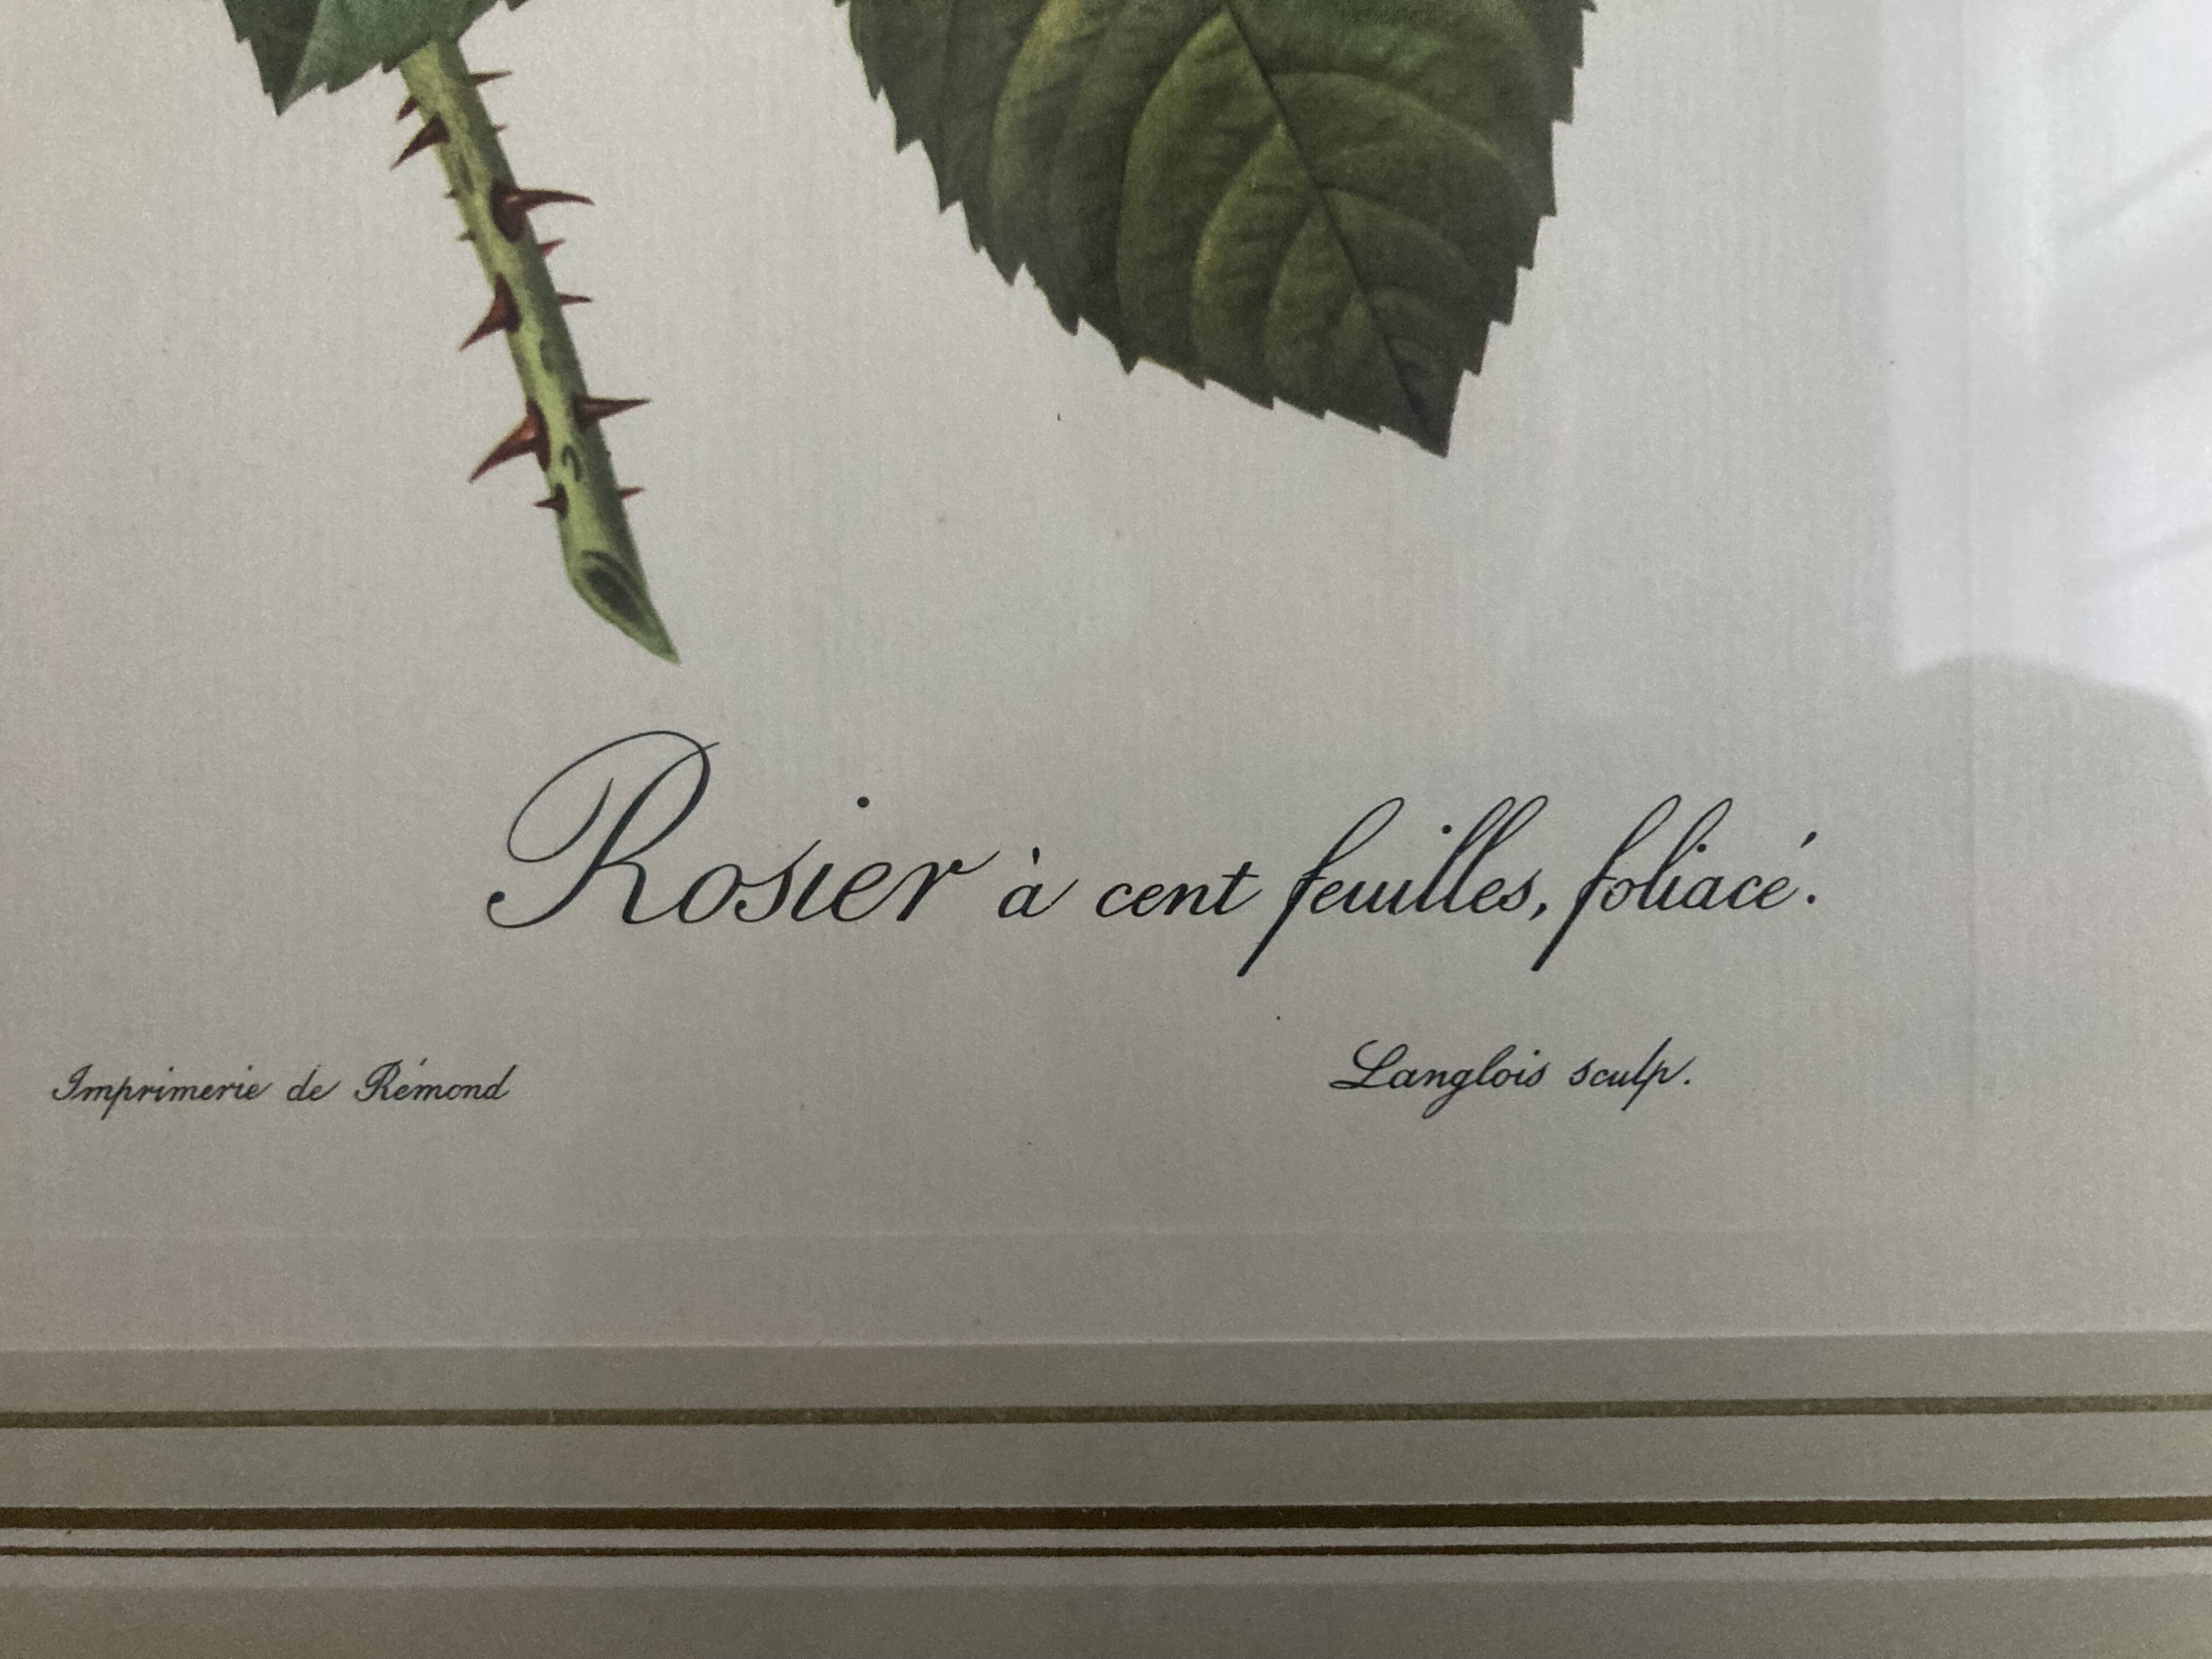 Rosier à cent feuilles, foliacé.
Imprimerie de Rémond
Langlois sculp.